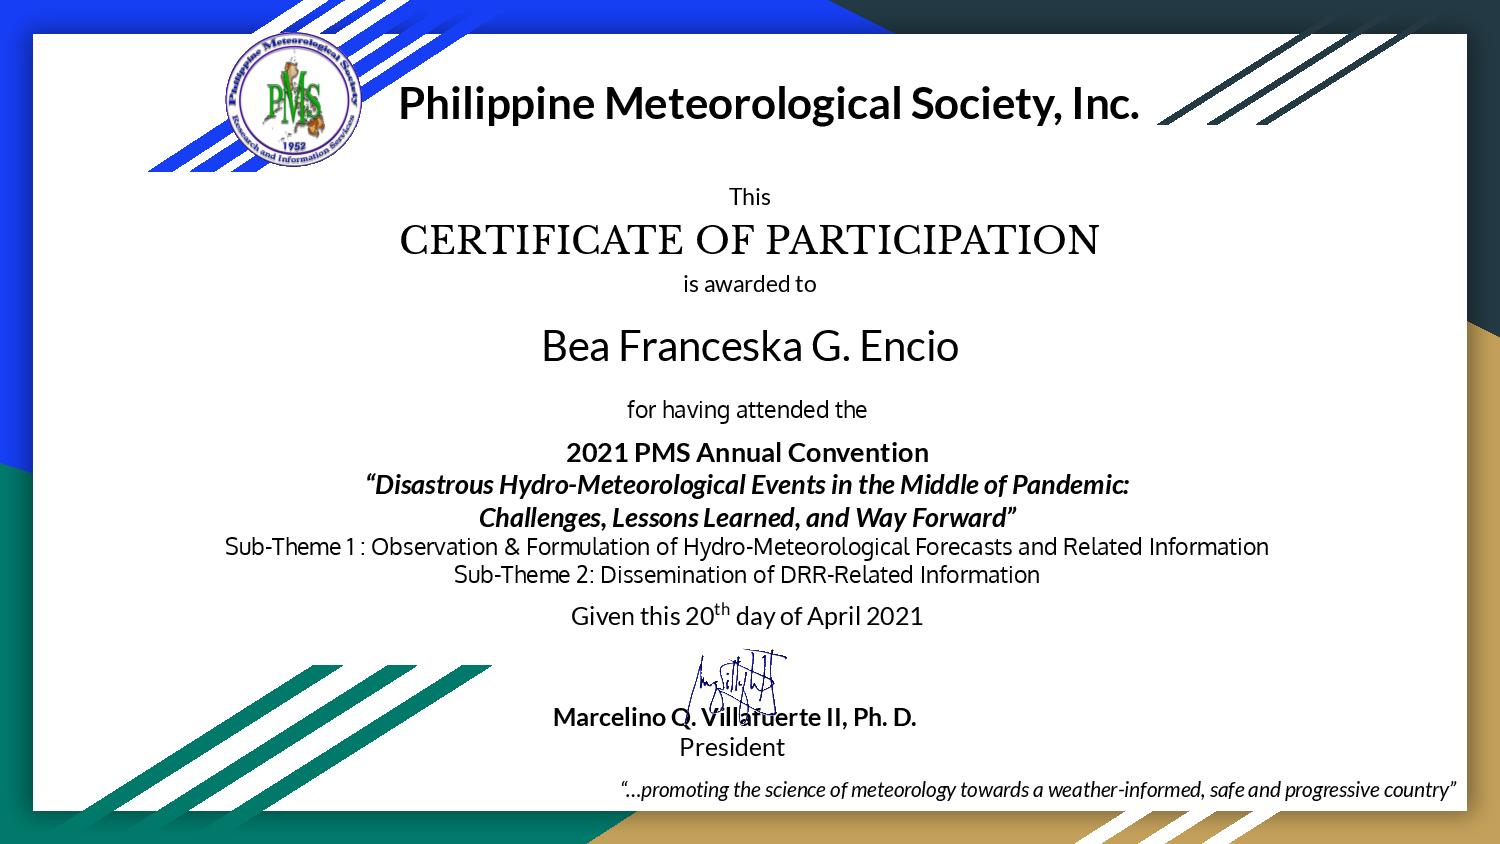 Philippine Meteorological Society
PMS
1952
Research and Information Services
Philippine Meteorological Society, Inc.
This
CERTIFICATE OF PARTICIPATION
is awarded to
Bea Franceska G. Encio
for having attended the
2021 PMS Annual Convention
“Disastrous Hydro-Meteorological Events in the Middle of Pandemic:
Challenges, Lessons Learned, and Way Forward”
Sub-Theme 1 : Observation & Formulation of Hydro-Meteorological Forecasts and Related Information
Sub-Theme 2: Dissemination of DRR-Related Information
Given this 20th day of April 2021
Marcelino Q. Villafuerte II, Ph. D.
President
“...promoting the science of meteorology towards a weather-informed, safe and progressive country”